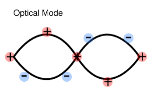 Optical Mode
+
− −
+ + +
− −
+